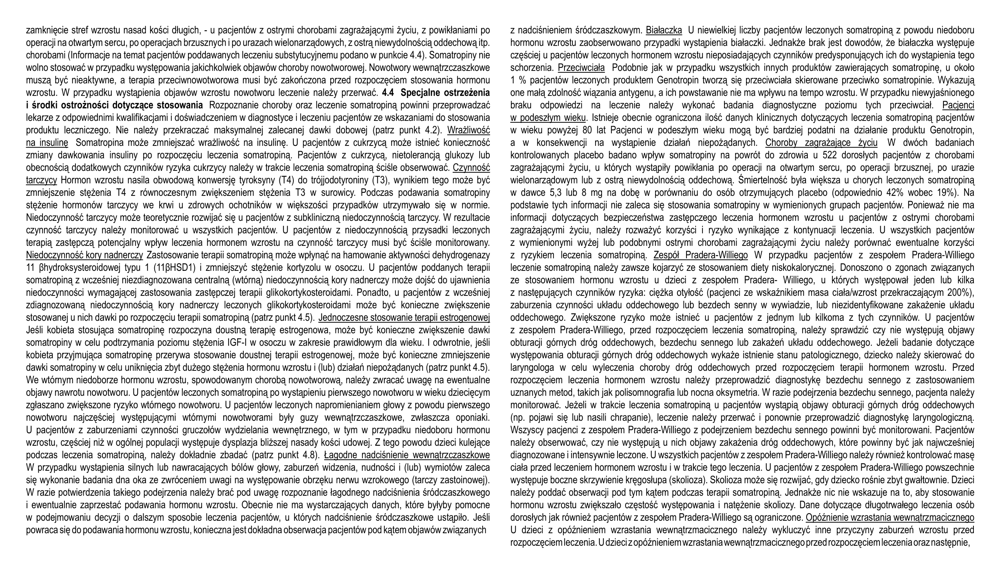 zamknięcie stref wzrostu nasad kości długich, - u pacjentów z ostrymi chorobami zagrażającymi życiu, z powikłaniami po
operacji na otwartym sercu, po operacjach brzusznych i po urazach wielonarządowych, z ostrą niewydolnością oddechową itp.
chorobami (Informacje na temat pacjentów poddawanych leczeniu substytucyjnemu podano w punkcie 4.4). Somatropiny nie
wolno stosować w przypadku występowania jakichkolwiek objawów choroby nowotworowej. Nowotwory wewnątrzczaszkowe
muszą być nieaktywne, a terapia przeciwnowotworowa musi być zakończona przed rozpoczęciem stosowania hormonu
wzrostu. W przypadku wystąpienia objawów wzrostu nowotworu leczenie należy przerwać. 4.4 Specjalne ostrzeżenia
i środki ostrożności dotyczące stosowania Rozpoznanie choroby oraz leczenie somatropiną powinni przeprowadzać
lekarze z odpowiednimi kwalifikacjami i doświadczeniem w diagnostyce i leczeniu pacjentów ze wskazaniami do stosowania
produktu leczniczego. Nie należy przekraczać maksymalnej zalecanej dawki dobowej (patrz punkt 4.2). Wrażliwość
na insulinę Somatropina może zmniejszać wrażliwość na insulinę. U pacjentów z cukrzycą może istnieć konieczność
zmiany dawkowania insuliny po rozpoczęciu leczenia somatropiną. Pacjentów z cukrzycą, nietolerancją glukozy lub
obecnością dodatkowych czynników ryzyka cukrzycy należy w trakcie leczenia somatropiną ściśle obserwować. Czynność
tarczycy Hormon wzrostu nasila obwodową konwersję tyroksyny (T4) do trójjodotyroniny (T3), wynikiem tego może być
zmniejszenie stężenia T4 z równoczesnym zwiększeniem stężenia T3 w surowicy. Podczas podawania somatropiny
stężenie hormonów tarczycy we krwi u zdrowych ochotników w większości przypadków utrzymywało się w normie.
Niedoczynność tarczycy może teoretycznie rozwijać się u pacjentów z subkliniczną niedoczynnością tarczycy. W rezultacie
czynność tarczycy należy monitorować u wszystkich pacjentów. U pacjentów z niedoczynnością przysadki leczonych
terapią zastępczą potencjalny wpływ leczenia hormonem wzrostu na czynność tarczycy musi być ściśle monitorowany.
Niedoczynność kory nadnerczy Zastosowanie terapii somatropiną może wpłynąć na hamowanie aktywności dehydrogenazy
11 βhydroksysteroidowej typu 1 (11βHSD1) i zmniejszyć stężenie kortyzolu w osoczu. U pacjentów poddanych terapii
somatropiną z wcześniej niezdiagnozowana centralną (wtórną) niedoczynnością kory nadnerczy może dojść do ujawnienia
niedoczynności wymagającej zastosowania zastępczej terapii glikokortykosteroidami. Ponadto, u pacjentów z wcześniej
zdiagnozowaną niedoczynnością kory nadnerczy leczonych glikokortykosteroidami może być konieczne zwiększenie
stosowanej u nich dawki po rozpoczęciu terapii somatropiną (patrz punkt 4.5). Jednoczesne stosowanie terapii estrogenowej
Jeśli kobieta stosująca somatropinę rozpoczyna doustną terapię estrogenowa, może być konieczne zwiększenie dawki
somatropiny w celu podtrzymania poziomu stężenia IGF-I w osoczu w zakresie prawidłowym dla wieku. I odwrotnie, jeśli
kobieta przyjmująca somatropinę przerywa stosowanie doustnej terapii estrogenowej, może być konieczne zmniejszenie
dawki somatropiny w celu uniknięcia zbyt dużego stężenia hormonu wzrostu i (lub) działań niepożądanych (patrz punkt 4.5).
We wtórnym niedoborze hormonu wzrostu, spowodowanym chorobą nowotworową, należy zwracać uwagę na ewentualne
objawy nawrotu nowotworu. U pacjentów leczonych somatropiną po wystąpieniu pierwszego nowotworu w wieku dziecięcym
zgłaszano zwiększone ryzyko wtórnego nowotworu. U pacjentów leczonych napromienianiem głowy z powodu pierwszego
nowotworu najczęściej występującymi wtórnymi nowotworami były guzy wewnątrzczaszkowe, zwłaszcza oponiaki.
U pacjentów z zaburzeniami czynności gruczołów wydzielania wewnętrznego, w tym w przypadku niedoboru hormonu
wzrostu, częściej niż w ogólnej populacji występuje dysplazja bliższej nasady kości udowej. Z tego powodu dzieci kulejące
podczas leczenia somatropiną, należy dokładnie zbadać (patrz punkt 4.8). Łagodne nadciśnienie wewnątrzczaszkowe
W przypadku wystąpienia silnych lub nawracających bólów głowy, zaburzeń widzenia, nudności i (lub) wymiotów zaleca
się wykonanie badania dna oka ze zwróceniem uwagi na występowanie obrzęku nerwu wzrokowego (tarczy zastoinowej).
W razie potwierdzenia takiego podejrzenia należy brać pod uwagę rozpoznanie łagodnego nadciśnienia śródczaszkowego
i ewentualnie zaprzestać podawania hormonu wzrostu. Obecnie nie ma wystarczających danych, które byłyby pomocne
w podejmowaniu decyzji o dalszym sposobie leczenia pacjentów, u których nadciśnienie śródczaszkowe ustąpiło. Jeśli
powraca się do podawania hormonu wzrostu, konieczna jest dokładna obserwacja pacjentów pod kątem objawów związanych
z nadciśnieniem śródczaszkowym. Białaczka U niewielkiej liczby pacjentów leczonych somatropiną z powodu niedoboru
hormonu wzrostu zaobserwowano przypadki wystąpienia białaczki. Jednakże brak jest dowodów, że białaczka występuje
częściej u pacjentów leczonych hormonem wzrostu nieposiadających czynników predysponujących ich do wystąpienia tego
schorzenia. Przeciwciała Podobnie jak w przypadku wszystkich innych produktów zawierających somatropinę, u około
1 % pacjentów leczonych produktem Genotropin tworzą się przeciwciała skierowane przeciwko somatropinie. Wykazują
one małą zdolność wiązania antygenu, a ich powstawanie nie ma wpływu na tempo wzrostu. W przypadku niewyjaśnionego
braku odpowiedzi na leczenie należy wykonać badania diagnostyczne poziomu tych przeciwciał. Pacjenci
w podeszłym wieku. Istnieje obecnie ograniczona ilość danych klinicznych dotyczących leczenia somatropiną pacjentów
w wieku powyżej 80 lat Pacjenci w podeszłym wieku mogą być bardziej podatni na działanie produktu Genotropin,
a w konsekwencji na wystąpienie działań niepożądanych. Choroby zagrażające życiu W dwóch badaniach
kontrolowanych placebo badano wpływ somatropiny na powrót do zdrowia u 522 dorosłych pacjentów z chorobami
zagrażającymi życiu, u których wystąpiły powikłania po operacji na otwartym sercu, po operacji brzusznej, po urazie
wielonarządowym lub z ostrą niewydolnością oddechową. Śmiertelność była większa u chorych leczonych somatropiną
w dawce 5,3 lub 8 mg na dobę w porównaniu do osób otrzymujących placebo (odpowiednio 42% wobec 19%). Na
podstawie tych informacji nie zaleca się stosowania somatropiny w wymienionych grupach pacjentów. Ponieważ nie ma
informacji dotyczących bezpieczeństwa zastępczego leczenia hormonem wzrostu u pacjentów z ostrymi chorobami
zagrażającymi życiu, należy rozważyć korzyści i ryzyko wynikające z kontynuacji leczenia. U wszystkich pacjentów
z wymienionymi wyżej lub podobnymi ostrymi chorobami zagrażającymi życiu należy porównać ewentualne korzyści
z ryzykiem leczenia somatropiną. Zespół Pradera-Williego W przypadku pacjentów z zespołem Pradera-Williego
leczenie somatropiną należy zawsze kojarzyć ze stosowaniem diety niskokalorycznej. Donoszono o zgonach związanych
ze stosowaniem hormonu wzrostu u dzieci z zespołem Pradera- Williego, u których występował jeden lub kilka
z następujących czynników ryzyka: ciężka otyłość (pacjenci ze wskaźnikiem masa ciała/wzrost przekraczającym 200%),
zaburzenia czynności układu oddechowego lub bezdech senny w wywiadzie, lub niezidentyfikowane zakażenie układu
oddechowego. Zwiększone ryzyko może istnieć u pacjentów z jednym lub kilkoma z tych czynników. U pacjentów
z zespołem Pradera-Williego, przed rozpoczęciem leczenia somatropiną, należy sprawdzić czy nie występują objawy
obturacji górnych dróg oddechowych, bezdechu sennego lub zakażeń układu oddechowego. Jeżeli badanie dotyczące
występowania obturacji górnych dróg oddechowych wykaże istnienie stanu patologicznego, dziecko należy skierować do
laryngologa w celu wyleczenia choroby dróg oddechowych przed rozpoczęciem terapii hormonem wzrostu. Przed
rozpoczęciem leczenia hormonem wzrostu należy przeprowadzić diagnostykę bezdechu sennego z zastosowaniem
uznanych metod, takich jak polisomnografia lub nocna oksymetria. W razie podejrzenia bezdechu sennego, pacjenta należy
monitorować. Jeżeli w trakcie leczenia somatropiną u pacjentów wystąpią objawy obturacji górnych dróg oddechowych
(np. pojawi się lub nasili chrapanie), leczenie należy przerwać i ponownie przeprowadzić diagnostykę laryngologiczną.
Wszyscy pacjenci z zespołem Pradera-Williego z podejrzeniem bezdechu sennego powinni być monitorowani. Pacjentów
należy obserwować, czy nie występują u nich objawy zakażenia dróg oddechowych, które powinny być jak najwcześniej
diagnozowane i intensywnie leczone. U wszystkich pacjentów z zespołem Pradera-Williego należy również kontrolować masę
ciała przed leczeniem hormonem wzrostu i w trakcie tego leczenia. U pacjentów z zespołem Pradera-Williego powszechnie
występuje boczne skrzywienie kręgosłupa (skolioza). Skolioza może się rozwijać, gdy dziecko rośnie zbyt gwałtownie. Dzieci
należy poddać obserwacji pod tym kątem podczas terapii somatropiną. Jednakże nic nie wskazuje na to, aby stosowanie
hormonu wzrostu zwiększało częstość występowania i natężenie skoliozy. Dane dotyczące długotrwałego leczenia osób
dorosłych jak również pacjentów z zespołem Pradera-Williego są ograniczone. Opóźnienie wzrastania wewnątrzmacicznego
U dzieci z opóźnieniem wzrastania wewnątrzmacicznego należy wykluczyć inne przyczyny zaburzeń wzrostu przed
rozpoczęciem leczenia. U dzieci z opóźnieniem wzrastania wewnątrzmacicznego przed rozpoczęciem leczenia oraz następnie,